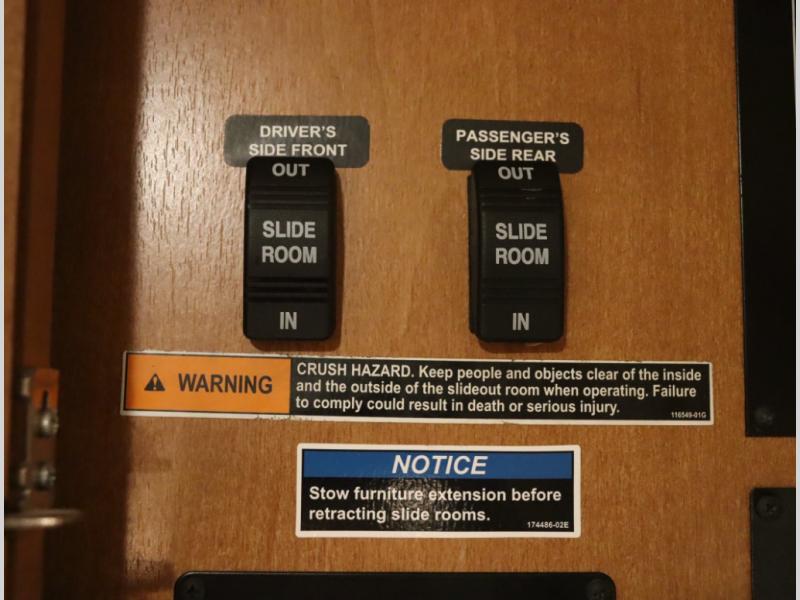 DRIVER'S
SIDE FRONT
OUT
SLIDE
ROOM
IN
PASSENGER'S
SIDE REAR
OUT
SLIDE
ROOM
IN
WARNING
CRUSH HAZARD. Keep people and objects clear of the inside
and the outside of the slideout room when operating. Failure
to comply could result in death or serious injury.
116549-01G
NOTICE
Stow furniture extension before
retracting slide rooms.
174486-02E